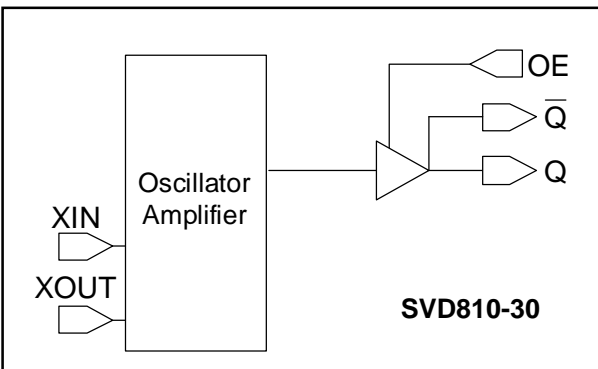 OE
Q̅
Q
Oscillator
Amplifier
XIN
XOUT
SVD810-30